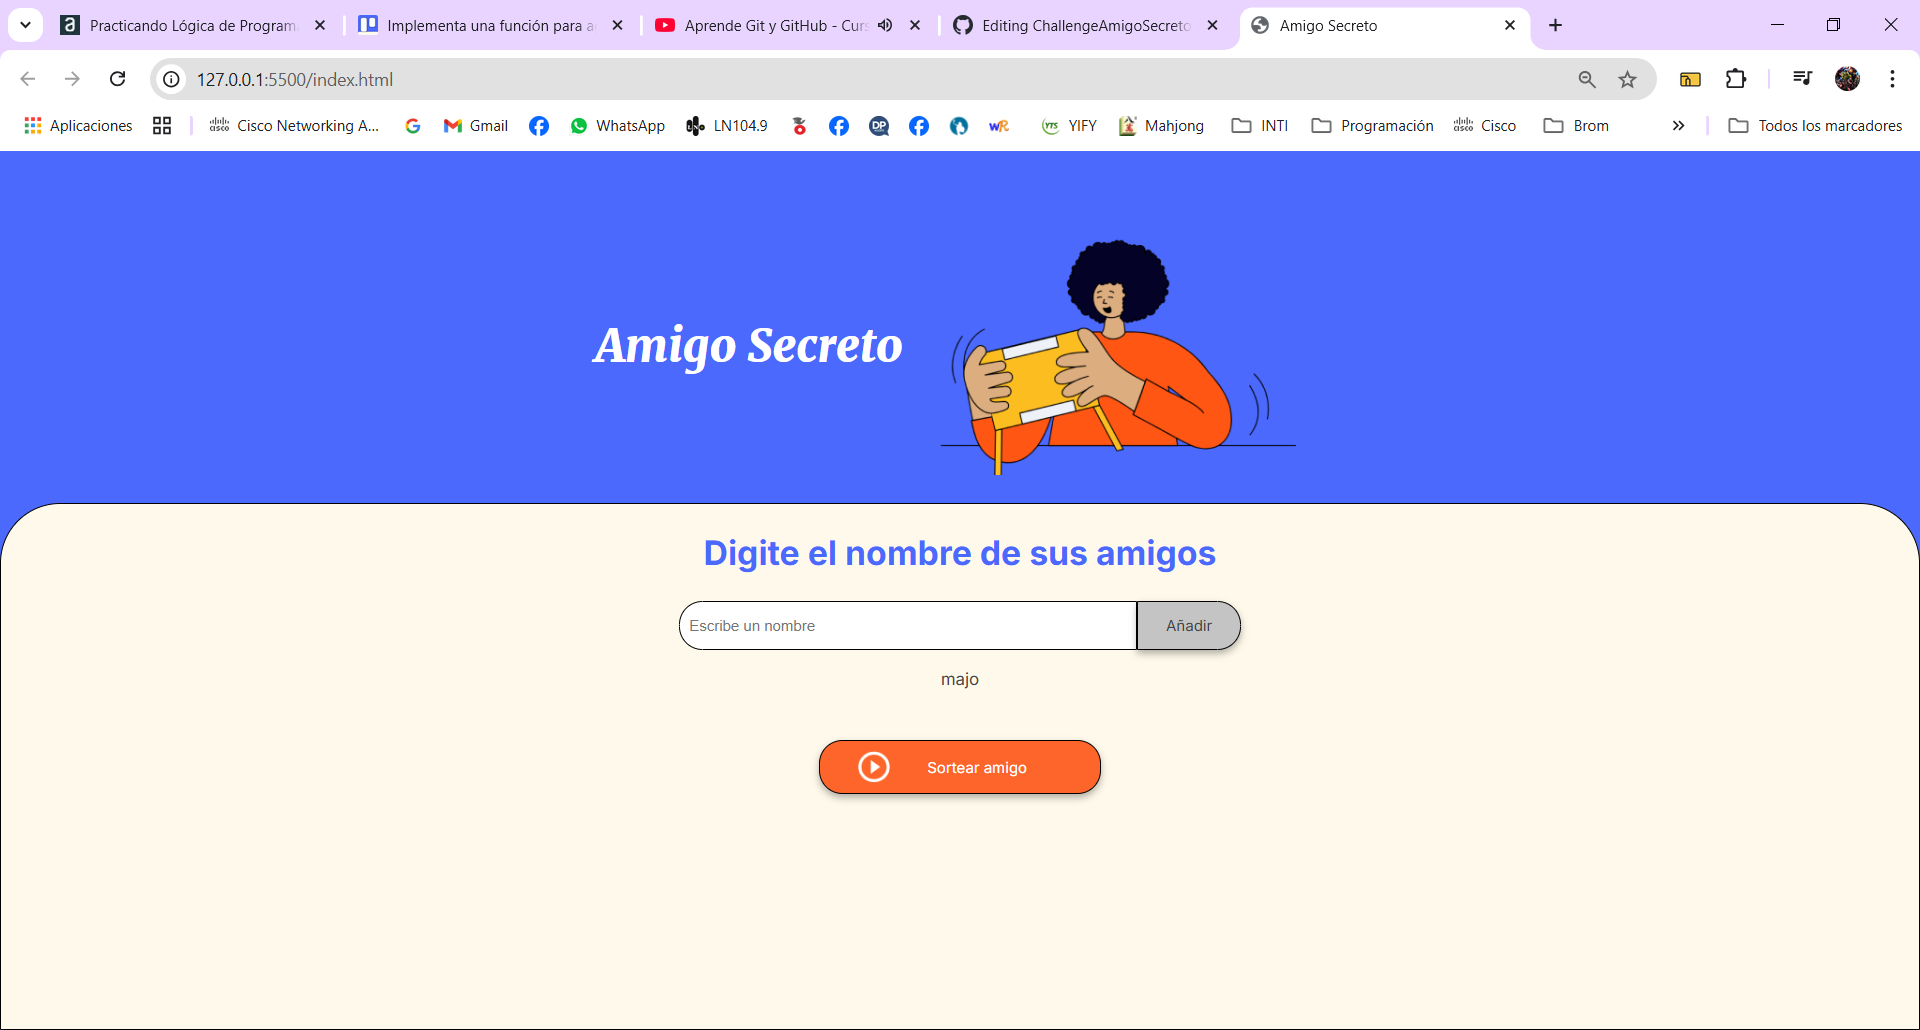 Practicando Lógica de Program
Implementa una función para a
Aprende Git y GitHub - Curs
Editing ChallengeAmigoSecreto
Amigo Secreto
127.0.0.1:5500/index.html
Aplicaciones
Cisco Networking A...
Gmail
WhatsApp
LN104.9
YIFY
Mahjong
INTI
Programación
Cisco
Brom
Todos los marcadores
Amigo Secreto
Digite el nombre de sus amigos
Escribe un nombre
Añadir
majo
Sortear amigo